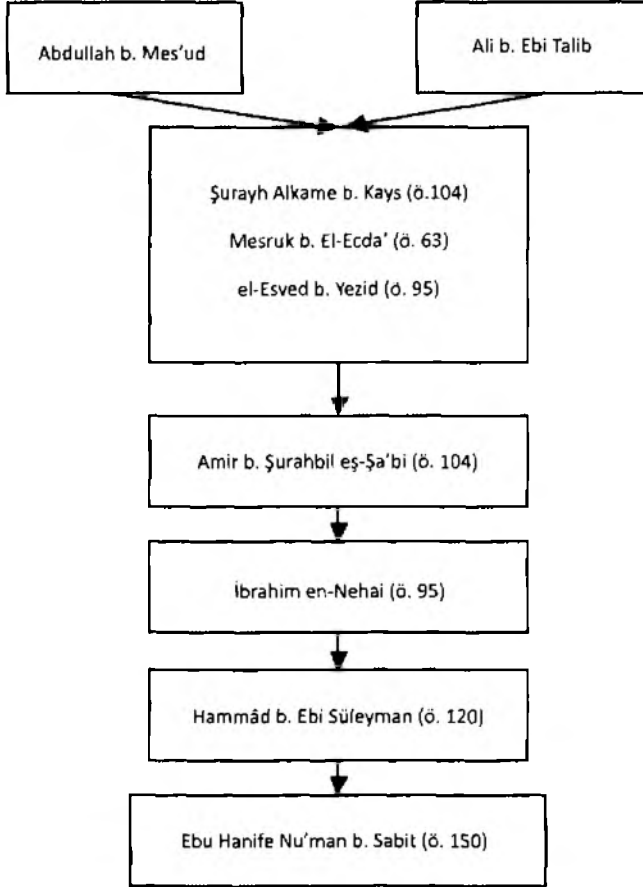 Abdullah b. Mes'ud
Ali b. Ebi Talib
Şurayh Alkame b. Kays (ö.104)
Mesruk b. El-Ecda' (ö. 63)
el-Esved b. Yezid (ö. 95)
Amir b. Şurahbil eş-Şa'bi (ö. 104)
İbrahim en-Nehai (ö. 95)
Hammâd b. Ebi Süleyman (ö. 120)
Ebu Hanife Nu'man b. Sabit (ö. 150)